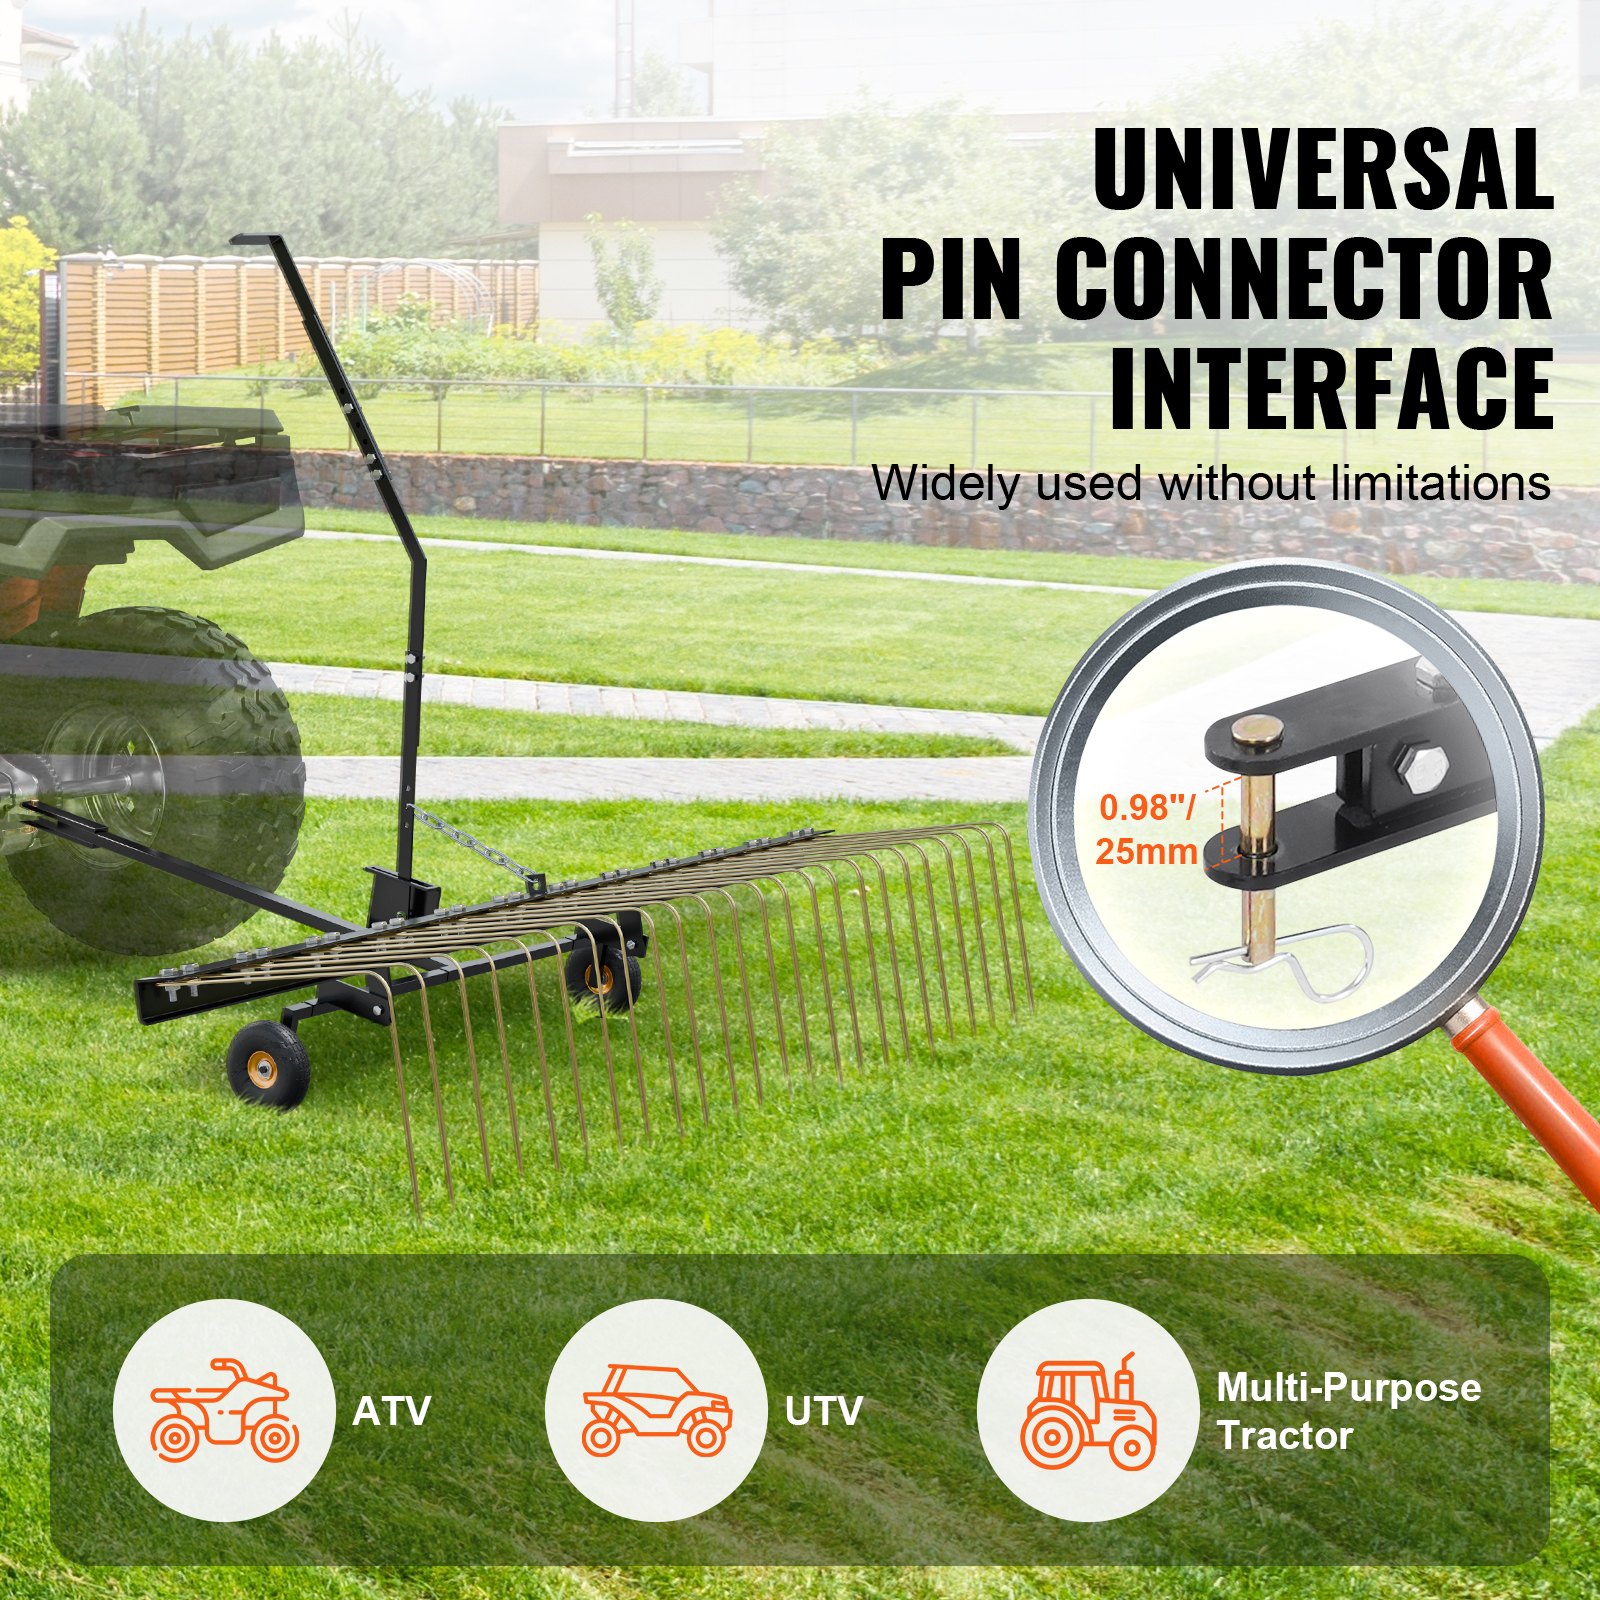 UNIVERSAL
PIN CONNECTOR
INTERFACE
Widely used without limitations
0.98"/
25mm
ATV
UTV
Multi-Purpose
Tractor